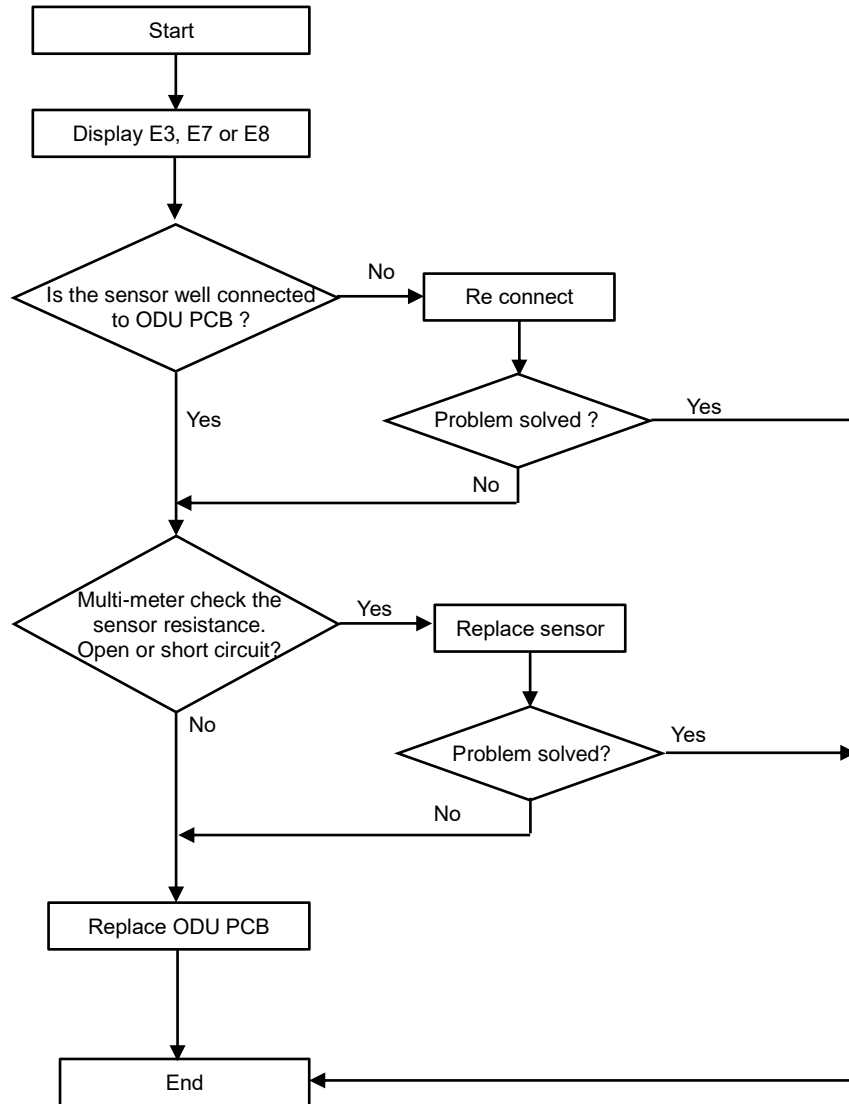 Start
Display E3, E7 or E8
Is the sensor well connected
to ODU PCB ?
No
Re connect
Yes
Problem solved ?
Yes
No
Multi-meter check the
sensor resistance.
Open or short circuit?
Yes
Replace sensor
No
Problem solved?
Yes
No
Replace ODU PCB
End